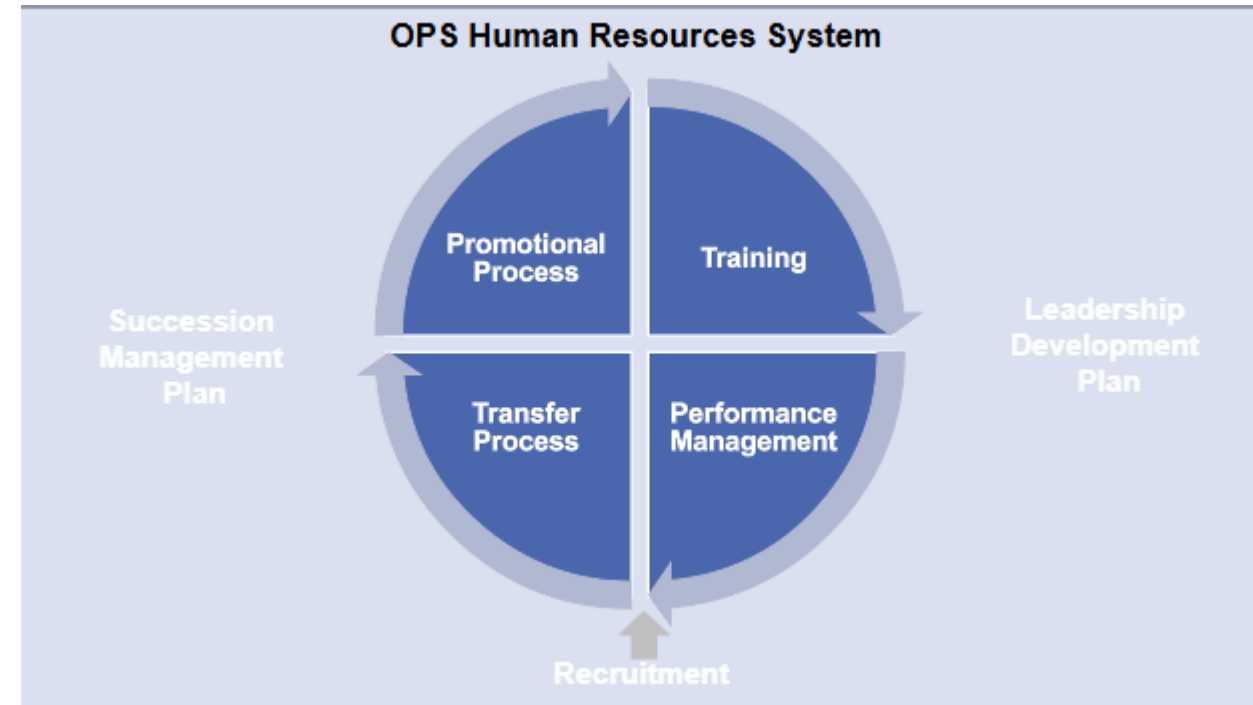 OPS Human Resources System
Promotional
Process
Training
Succession
Management
Plan
Leadership
Development
Plan
Transfer
Process
Performance
Management
Recruitment